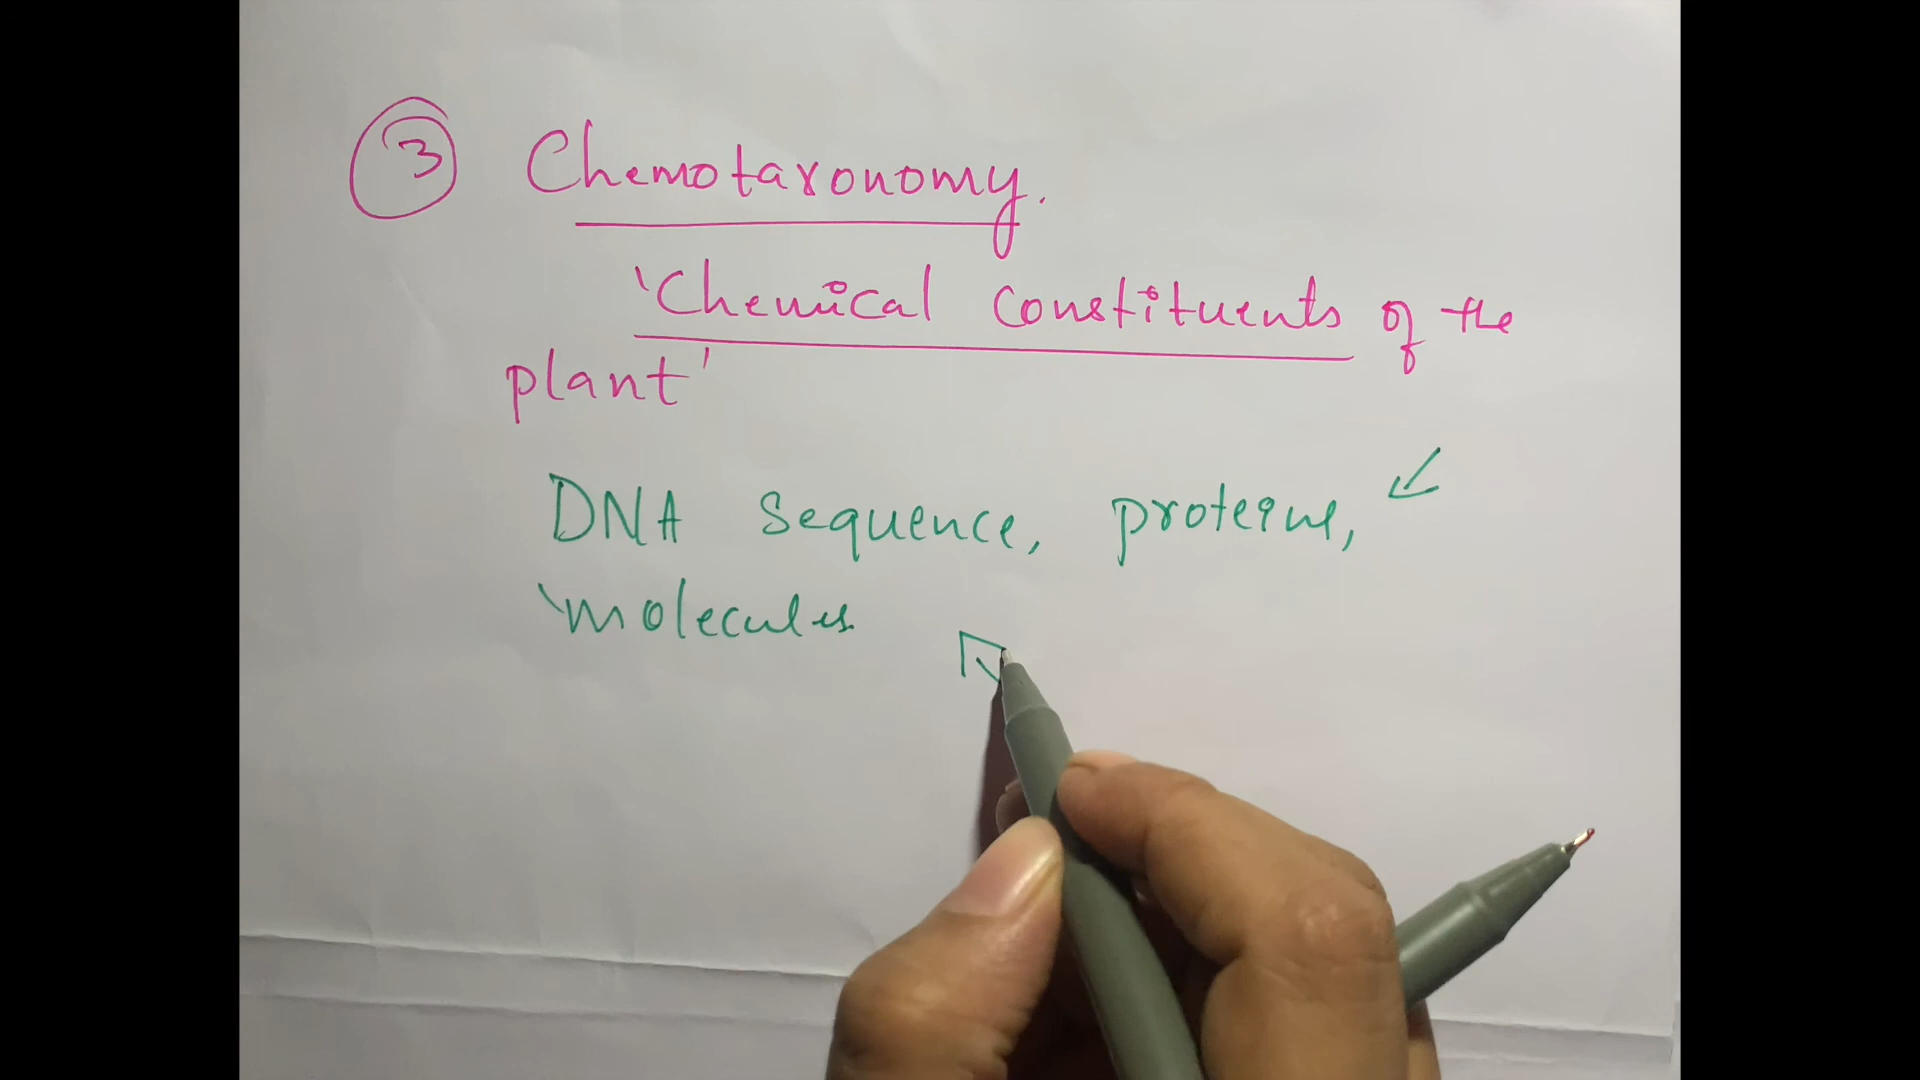 3 Chemotaxonomy.
'Chemical constituents of the
plant'
DNA sequence, proteins,
'molecules